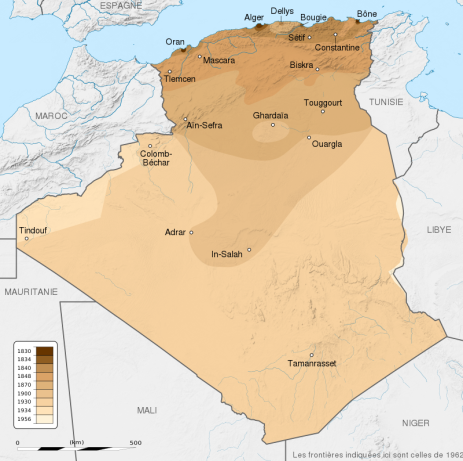 ESPAGNE
Dellys
Alger
Bougie
Bône
Oran
Sétif
Constantine
Mascara
Biskra
Tlemcen
Touggourt
TUNISIE
MAROC
Ghardaïa
Aïn-Sefra
Ouargla
Colomb-
Béchar
Tindouf
Adrar
LIBYE
In-Salah
MAURITANIE
1830
1834
1840
1848
1870
1900
1930
1934
1956
Tamanrasset
MALI
NIGER
0
(km)
500
Les frontières indiquées ici sont celles de 1962